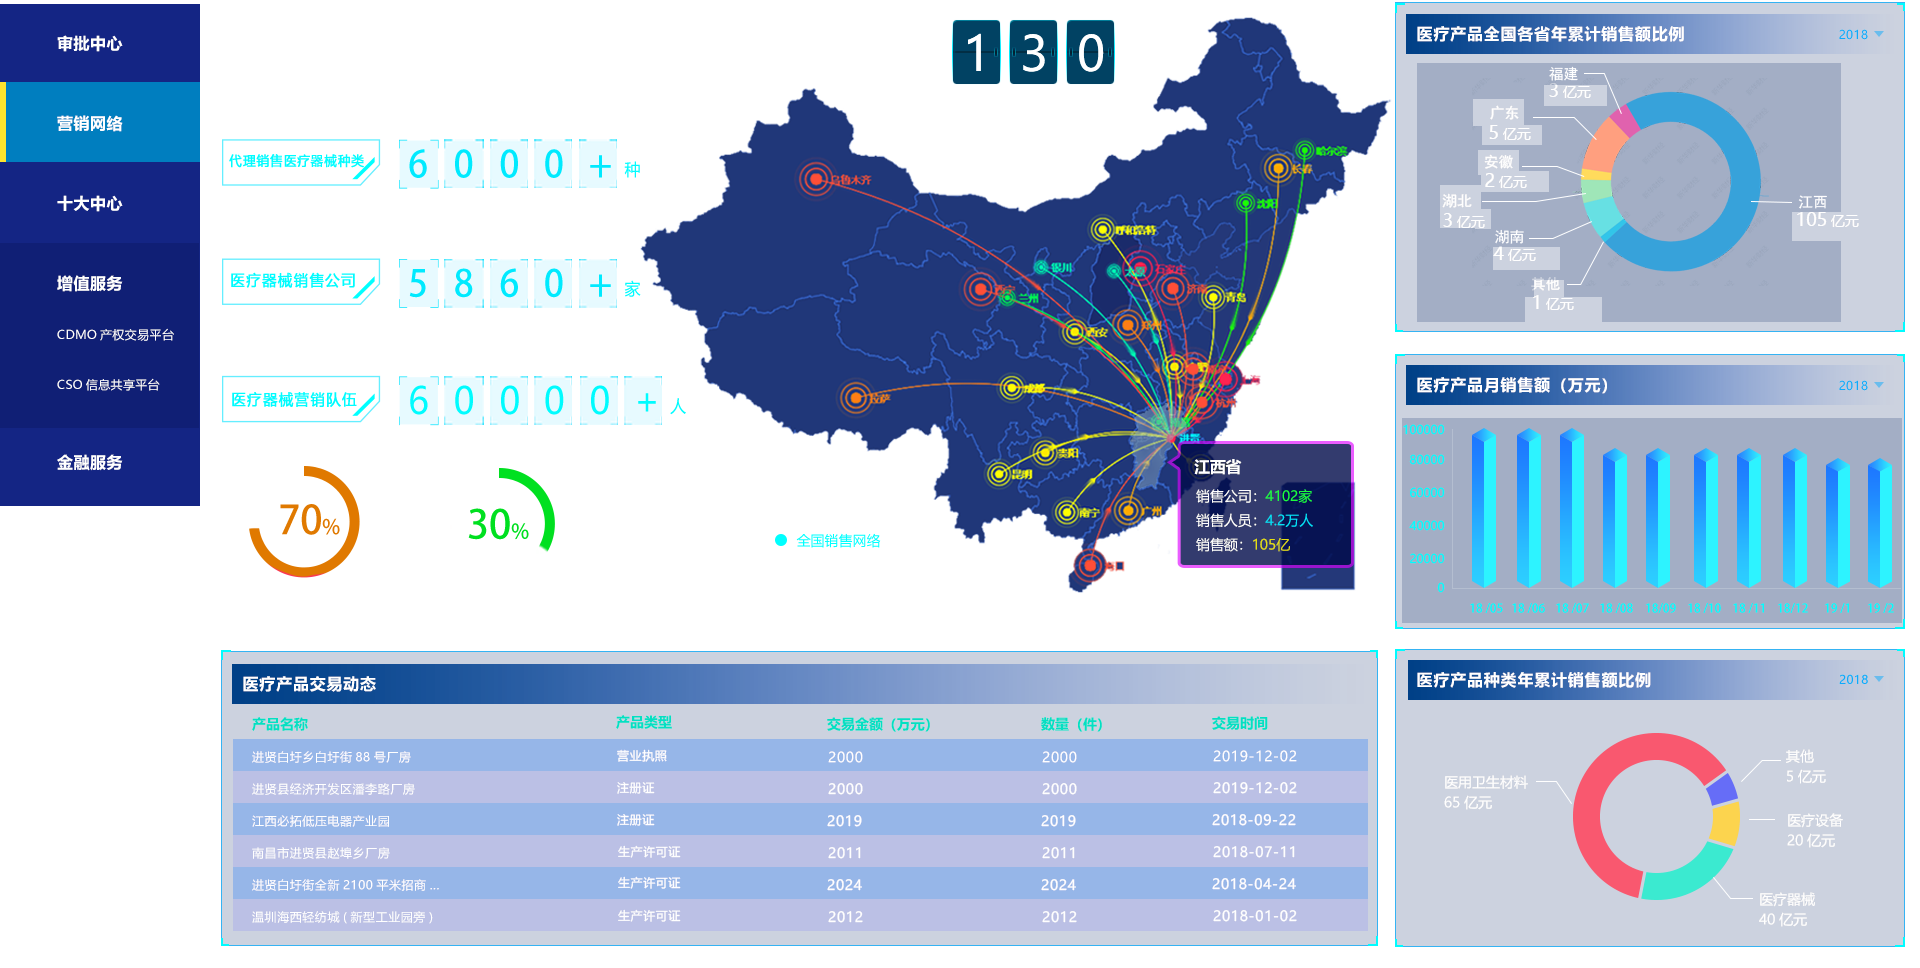 审批中心
营销网络
十大中心
增值服务
CDMO 产权交易平台
CSO 信息共享平台
金融服务
130
代理销售医疗器械种类
6000+ 种
医疗器械销售公司
5860+ 家
医疗器械营销队伍
60000+ 人
70%
30%
全国销售网络
乌鲁木齐
哈尔滨
长春
沈阳
呼和浩特
银川
太原
石家庄
西宁
兰州
济南
青岛
郑州
西安
拉萨
成都
上海
杭州
进贤
贵阳
昆明
南宁
广州
海口
江西省
销售公司：4102家
销售人员：4.2万人
销售额：105亿
医疗产品全国各省年累计销售额比例
2018
福建
3 亿元
广东
5 亿元
安徽
2 亿元
湖北
3 亿元
湖南
4 亿元
其他
1 亿元
江西
105 亿元
医疗产品月销售额（万元）
2018
100000
80000
60000
40000
20000
0
18 /05 18 /06 18 /07 18 /08 18/09 18 /10 18 /11 18/12 19 /1 19 /2
医疗产品种类年累计销售额比例
2018
医用卫生材料
65 亿元
其他
5 亿元
医疗设备
20 亿元
医疗器械
40 亿元
医疗产品交易动态
产品名称 产品类型 交易金额（万元） 数量（件） 交易时间
进贤白圩乡白圩街 88 号厂房 营业执照 2000 2000 2019-12-02
进贤县经济开发区潘李路厂房 注册证 2000 2000 2019-12-02
江西必拓低压电器产业园 注册证 2019 2019 2018-09-22
南昌市进贤县赵埠乡厂房 生产许可证 2011 2011 2018-07-11
进贤白圩街全新 2100 平米招商 ... 生产许可证 2024 2024 2018-04-24
温圳海西轻纺城 ( 新型工业园旁 ) 生产许可证 2012 2012 2018-01-02